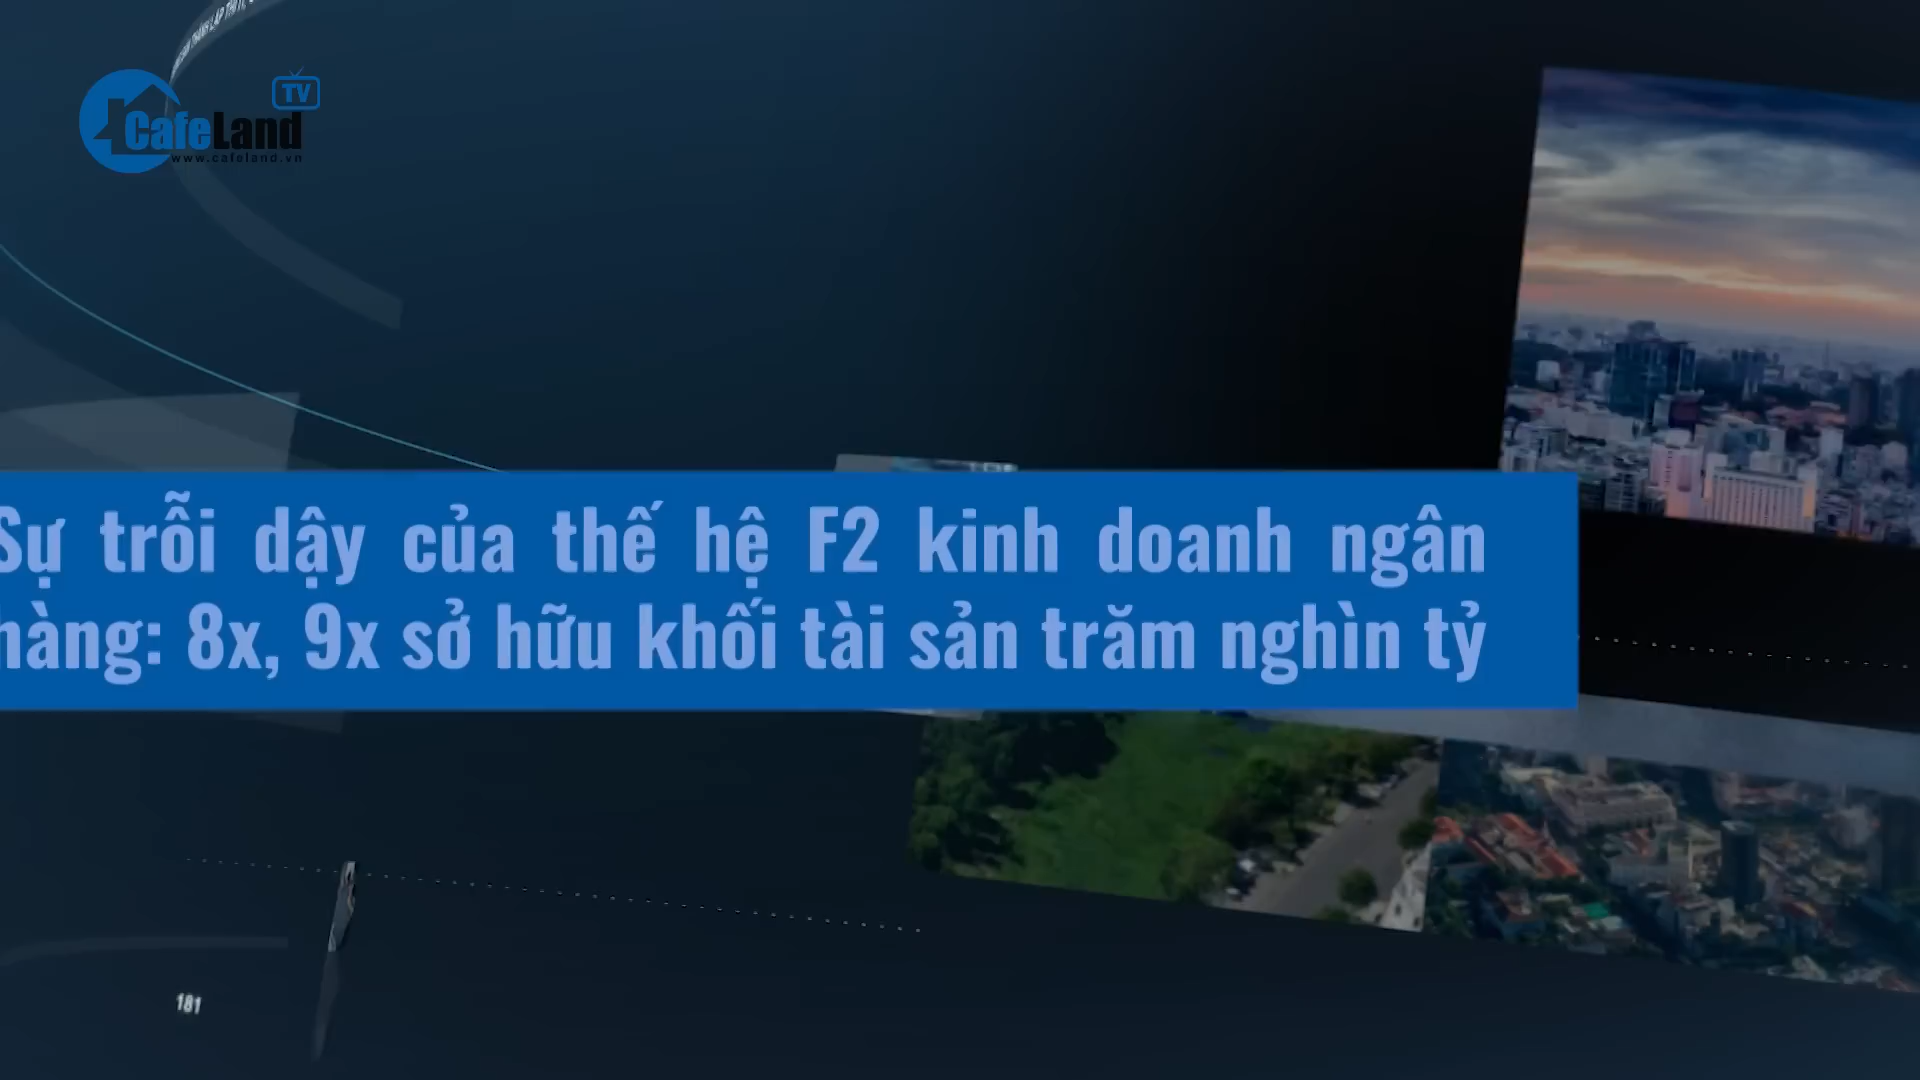 TV
CafeLand
www.cafeland.vn
Sự trỗi dậy của thế hệ F2 kinh doanh ngân
hàng: 8x, 9x sở hữu khối tài sản trăm nghìn tỷ
181